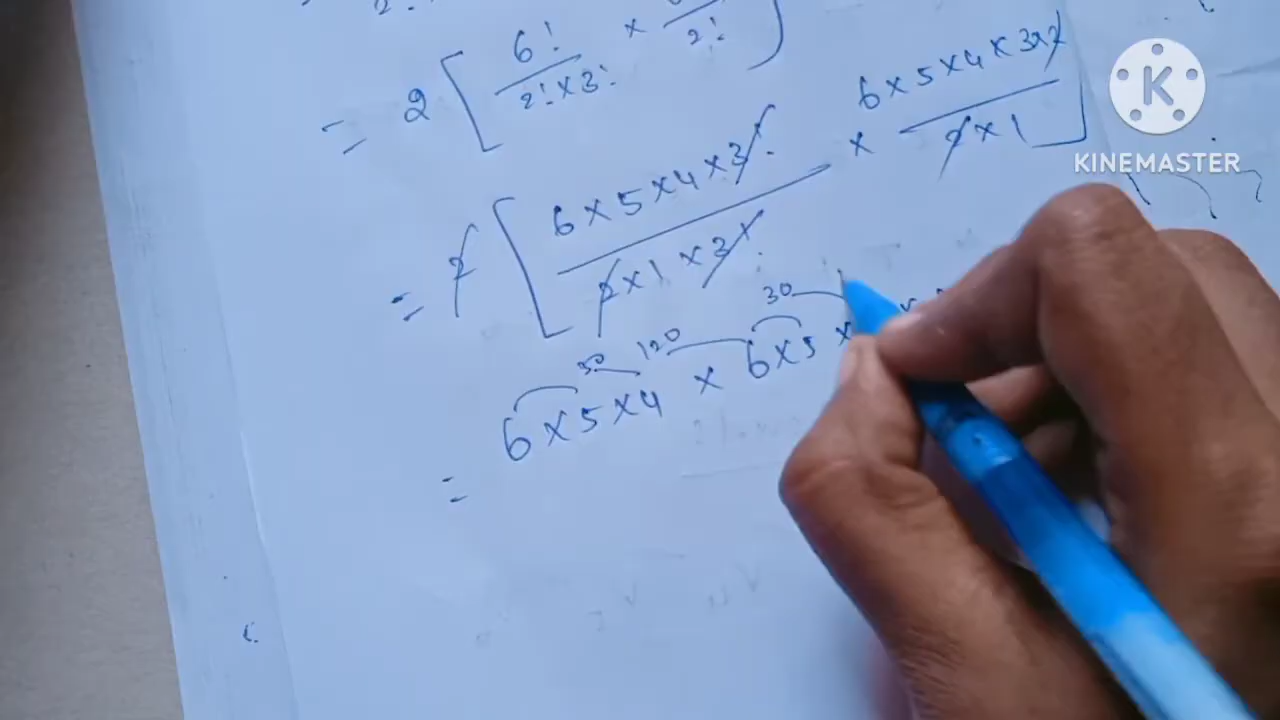 2!
= 2 [ 6! / 2! × 3! × / 2! ]
= 2 [ 6 × 5 × 4 × 3! / 2 × 1 × 3! × 6 × 5 × 4 × 3 × 2 / 2 × 1 ]
30 120 30
6 × 5 × 4 × 6 × 5 ×
=
K
KINEMASTER